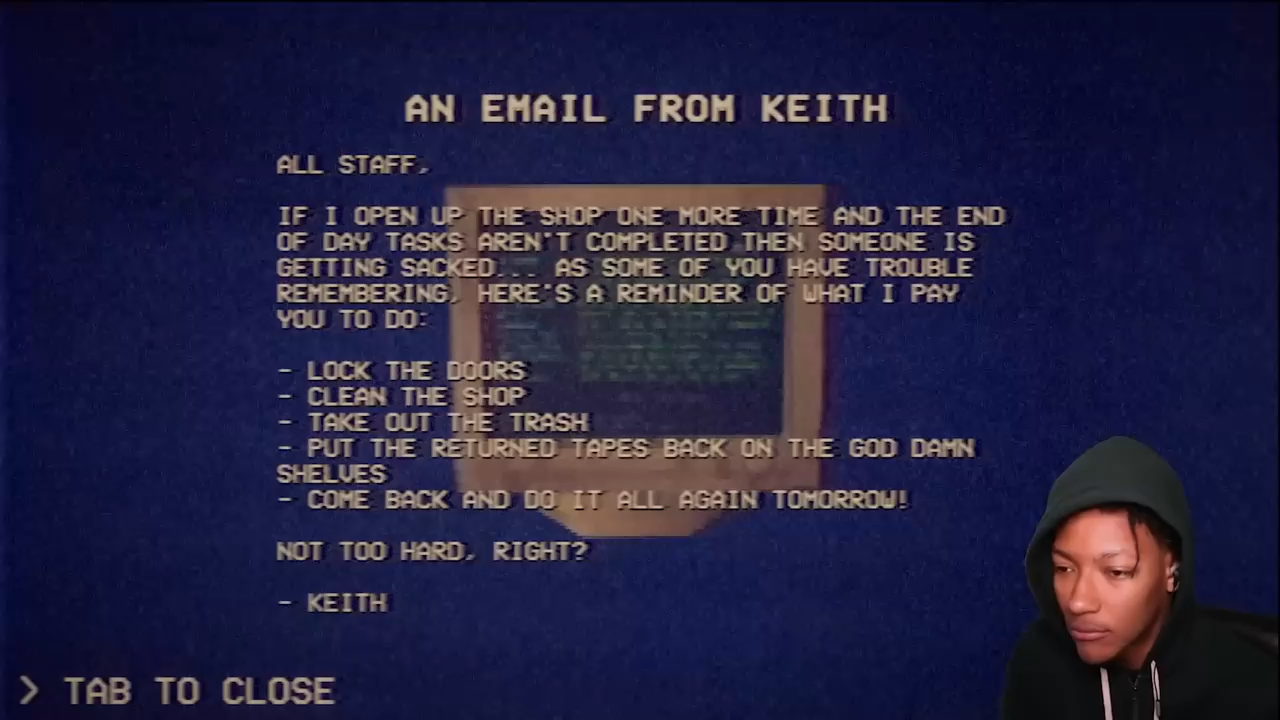 AN EMAIL FROM KEITH
ALL STAFF,
IF I OPEN UP THE SHOP ONE MORE TIME AND THE END
OF DAY TASKS AREN'T COMPLETED THEN SOMEONE IS
GETTING SACKED... AS SOME OF YOU HAVE TROUBLE
REMEMBERING, HERE'S A REMINDER OF WHAT I PAY
YOU TO DO:
- LOCK THE DOORS
- CLEAN THE SHOP
- TAKE OUT THE TRASH
- PUT THE RETURNED TAPES BACK ON THE GOD DAMN
SHELVES
- COME BACK AND DO IT ALL AGAIN TOMORROW!
NOT TOO HARD, RIGHT?
- KEITH
> TAB TO CLOSE